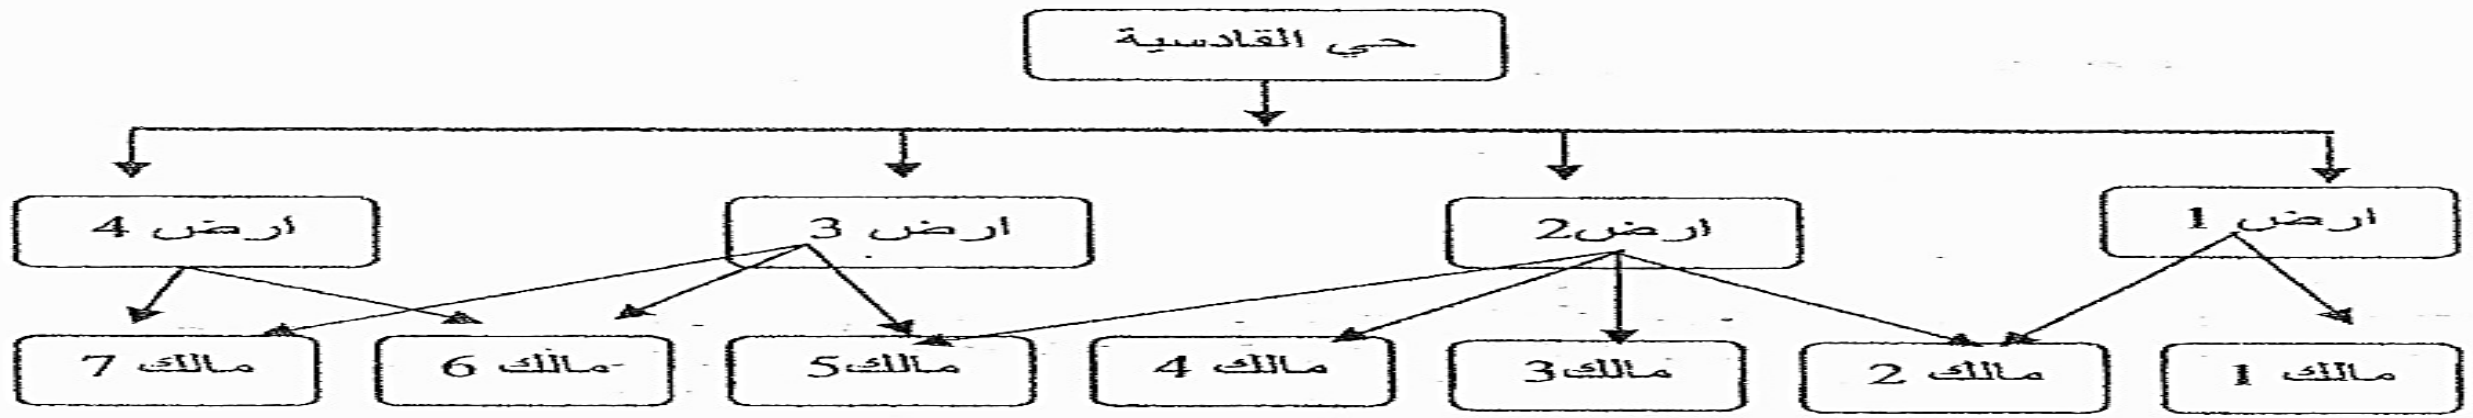 حي القادسية
ارض 1
ارض2
ارض 3
ارض 4
مالك 1
مالك 2
مالك3
مالك 4
مالك5
مالك 6
مالك 7